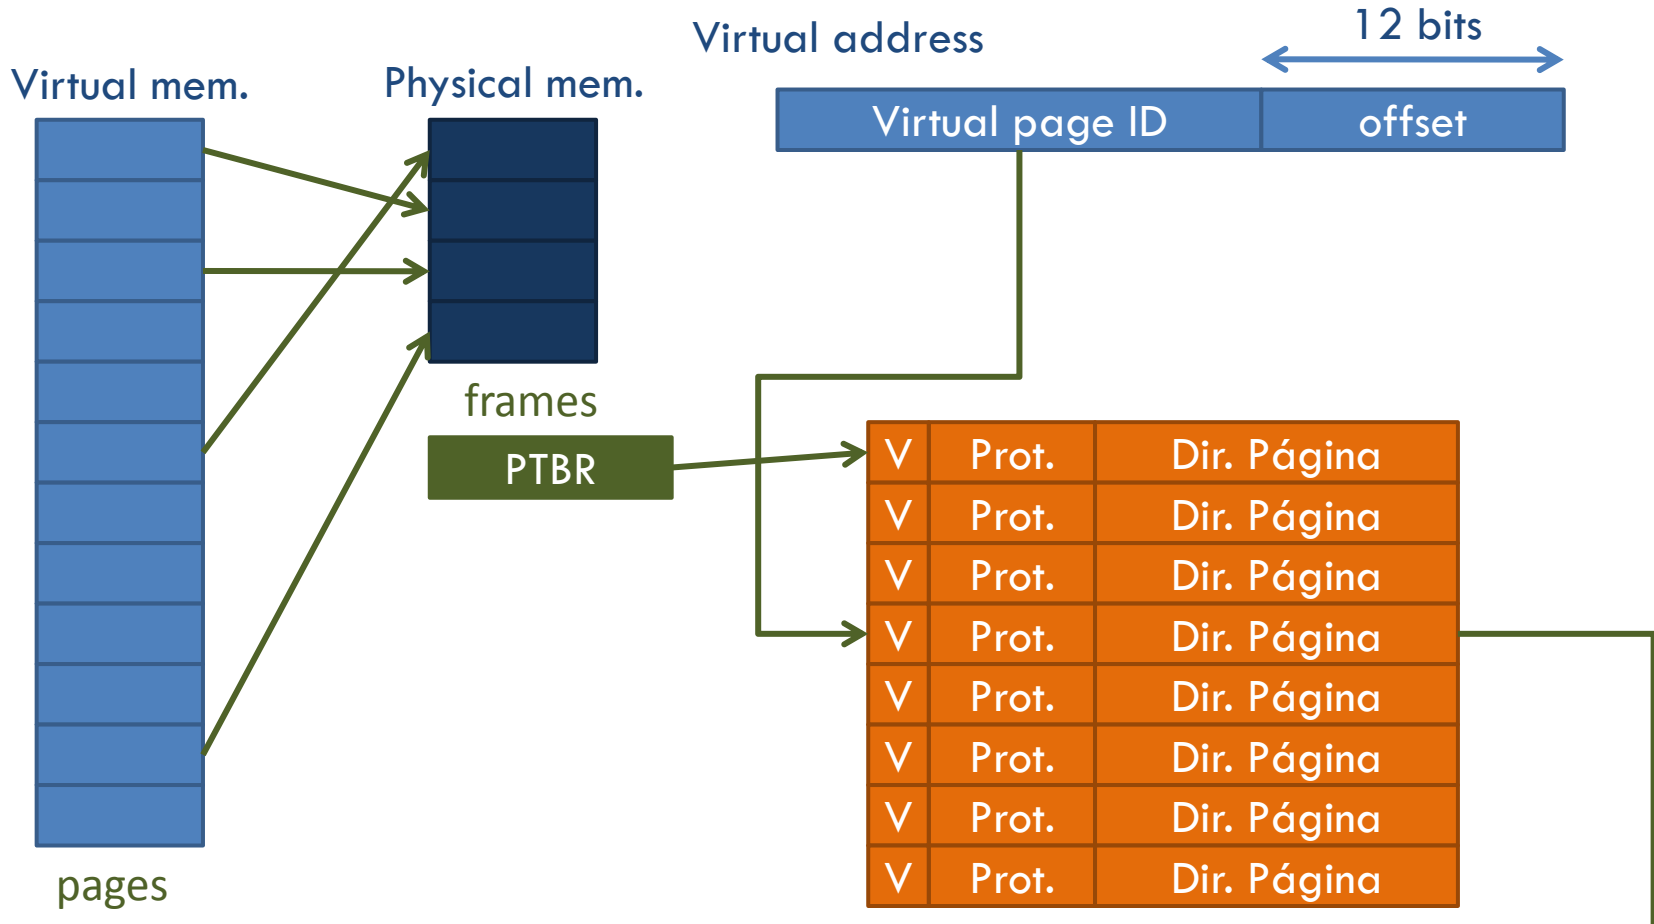 Virtual address
12 bits
Virtual mem.
Physical mem.
Virtual page ID offset
frames
PTBR
V Prot. Dir. Página
V Prot. Dir. Página
V Prot. Dir. Página
V Prot. Dir. Página
V Prot. Dir. Página
V Prot. Dir. Página
V Prot. Dir. Página
V Prot. Dir. Página
pages